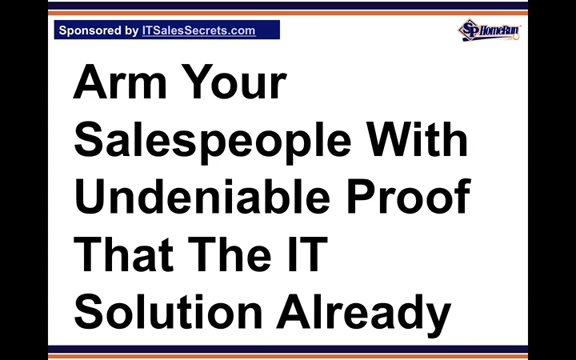 Sponsored by ITSalesSecrets.com
SP HomeRun
Arm Your
Salespeople With
Undeniable Proof
That The IT
Solution Already